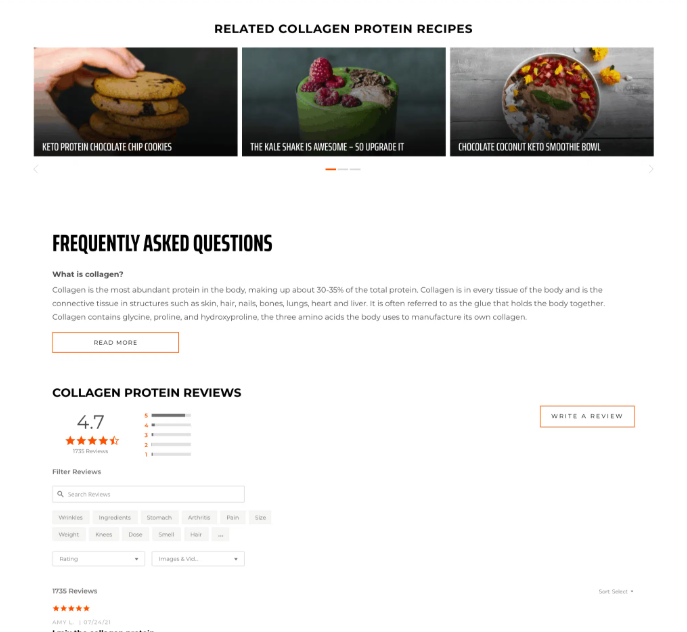 RELATED COLLAGEN PROTEIN RECIPES
KETO PROTEIN CHOCOLATE CHIP COOKIES
THE KALE SHAKE IS AWESOME – SO UPGRADE IT
CHOCOLATE COCONUT KETO SMOOTHIE BOWL
FREQUENTLY ASKED QUESTIONS
What is collagen?
Collagen is the most abundant protein in the body, making up about 30-35% of the total protein. Collagen is in every tissue of the body and is the
connective tissue in structures such as skin, hair, nails, bones, lungs, heart and liver. It is often referred to as the glue that holds the body together.
Collagen contains glycine, proline, and hydroxyproline, the three amino acids the body uses to manufacture its own collagen.
READ MORE
COLLAGEN PROTEIN REVIEWS
4.7
1735 Reviews
5
4
3
2
1
WRITE A REVIEW
Filter Reviews
Search Reviews
Wrinkles Ingredients Stomach Arthritis Pain Size
Weight Knees Dose Smell Hair ...
Rating Images & Vid...
1735 Reviews Sort Select
AMY L. | 07/24/21
I mix the collagen protein